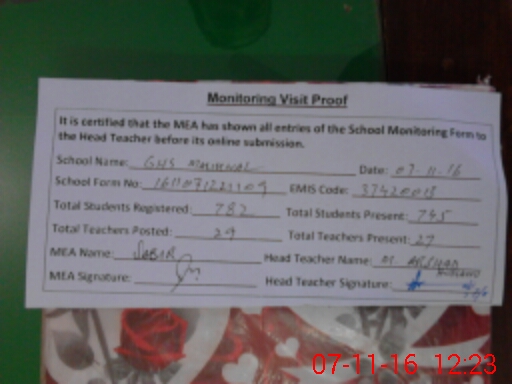 Monitoring Visit Proof
It is certified that the MEA has shown all entries of the School Monitoring Form to
the Head Teacher before its online submission.
School Name: GHS Date: 07-11-16
School Form No: EMIS Code:
Total Students Registered: 782 Total Students Present: 745
Total Teachers Posted: 29 Total Teachers Present: 27
MEA Name: SABIR Head Teacher Name: M. ARSHAD
MEA Signature: Head Teacher Signature:
07-11-16 12:23